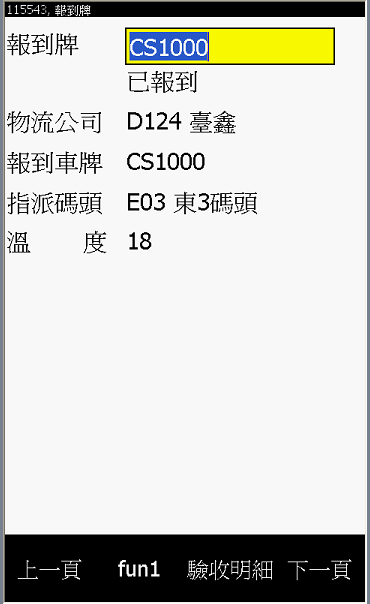 115543, 報到牌
報到牌 CS1000
已報到
物流公司 D124 臺鑫
報到車牌 CS1000
指派碼頭 E03 東3碼頭
溫 度 18
上一頁 fun1 驗收明細 下一頁